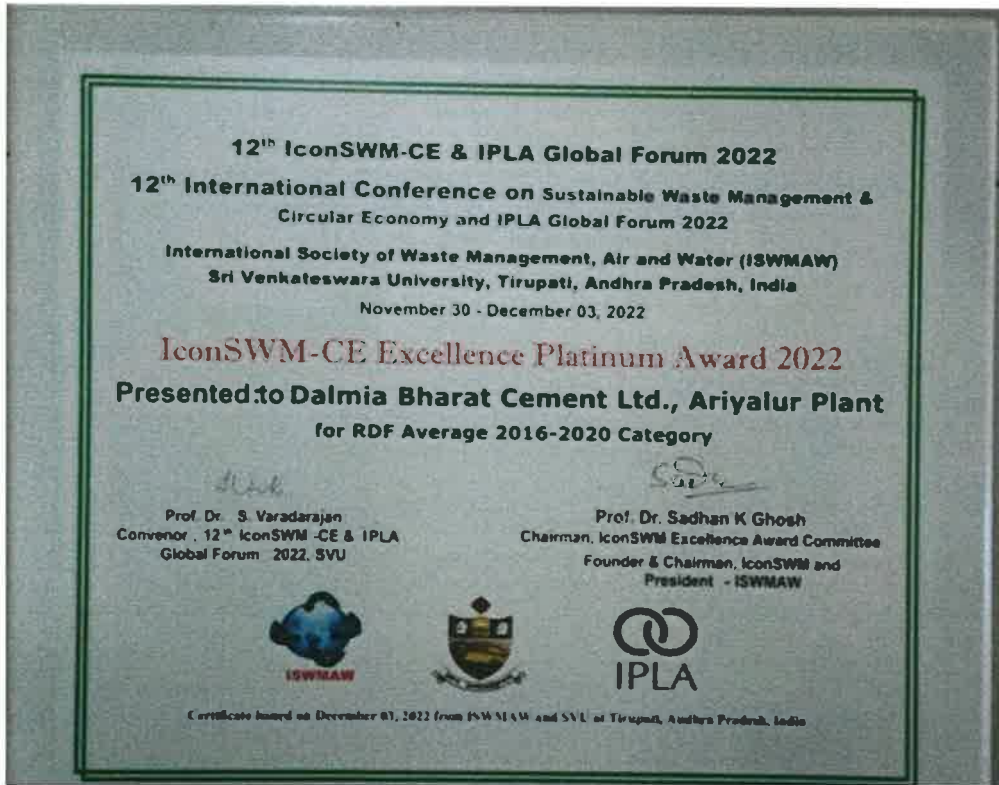 12th IconSWM-CE & IPLA Global Forum 2022
12th International Conference on Sustainable Waste Management &
Circular Economy and IPLA Global Forum 2022
International Society of Waste Management, Air and Water (ISWMAW)
Sri Venkateswara University, Tirupati, Andhra Pradesh, India
November 30 - December 03, 2022
IconSWM-CE Excellence Platinum Award 2022
Presented to Dalmia Bharat Cement Ltd., Ariyalur Plant
for RDF Average 2016-2020 Category
Prof. Dr. S. Varadarajan
Convenor, 12th IconSWM -CE & IPLA
Global Forum 2022, SVU
Prof. Dr. Sadhan K Ghosh
Chairman, IconSWM Excellence Award Committee
Founder & Chairman, IconSWM and
President - ISWMAW
ISWMAW
IPLA
Certificate issued on December 03, 2022 from ISWMAW and SVU at Tirupati, Andhra Pradesh, India